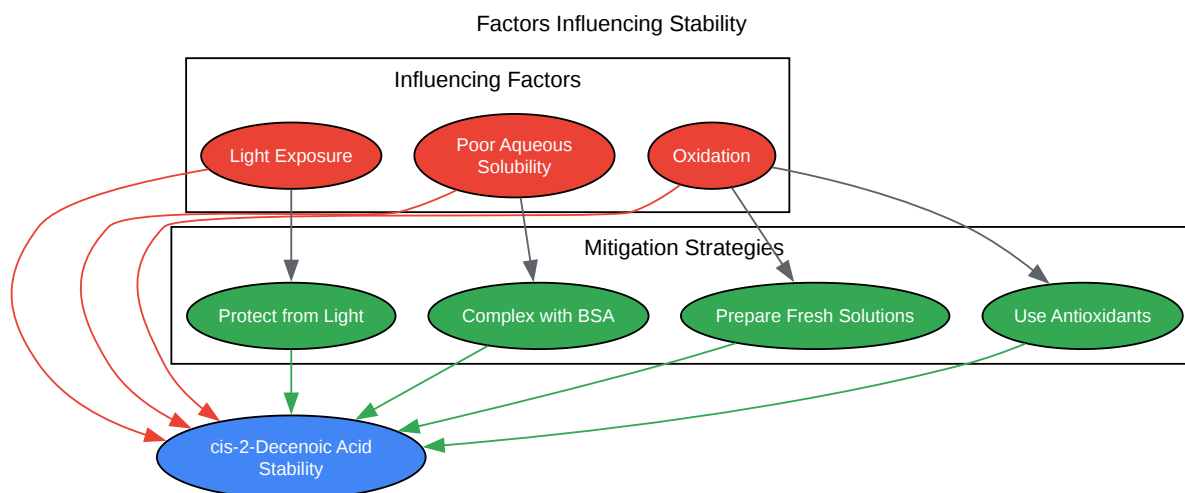 Factors Influencing Stability
Influencing Factors
Light Exposure
Poor Aqueous
Solubility
Oxidation
Mitigation Strategies
Protect from Light
Complex with BSA
Prepare Fresh Solutions
Use Antioxidants
cis-2-Decenoic Acid
Stability